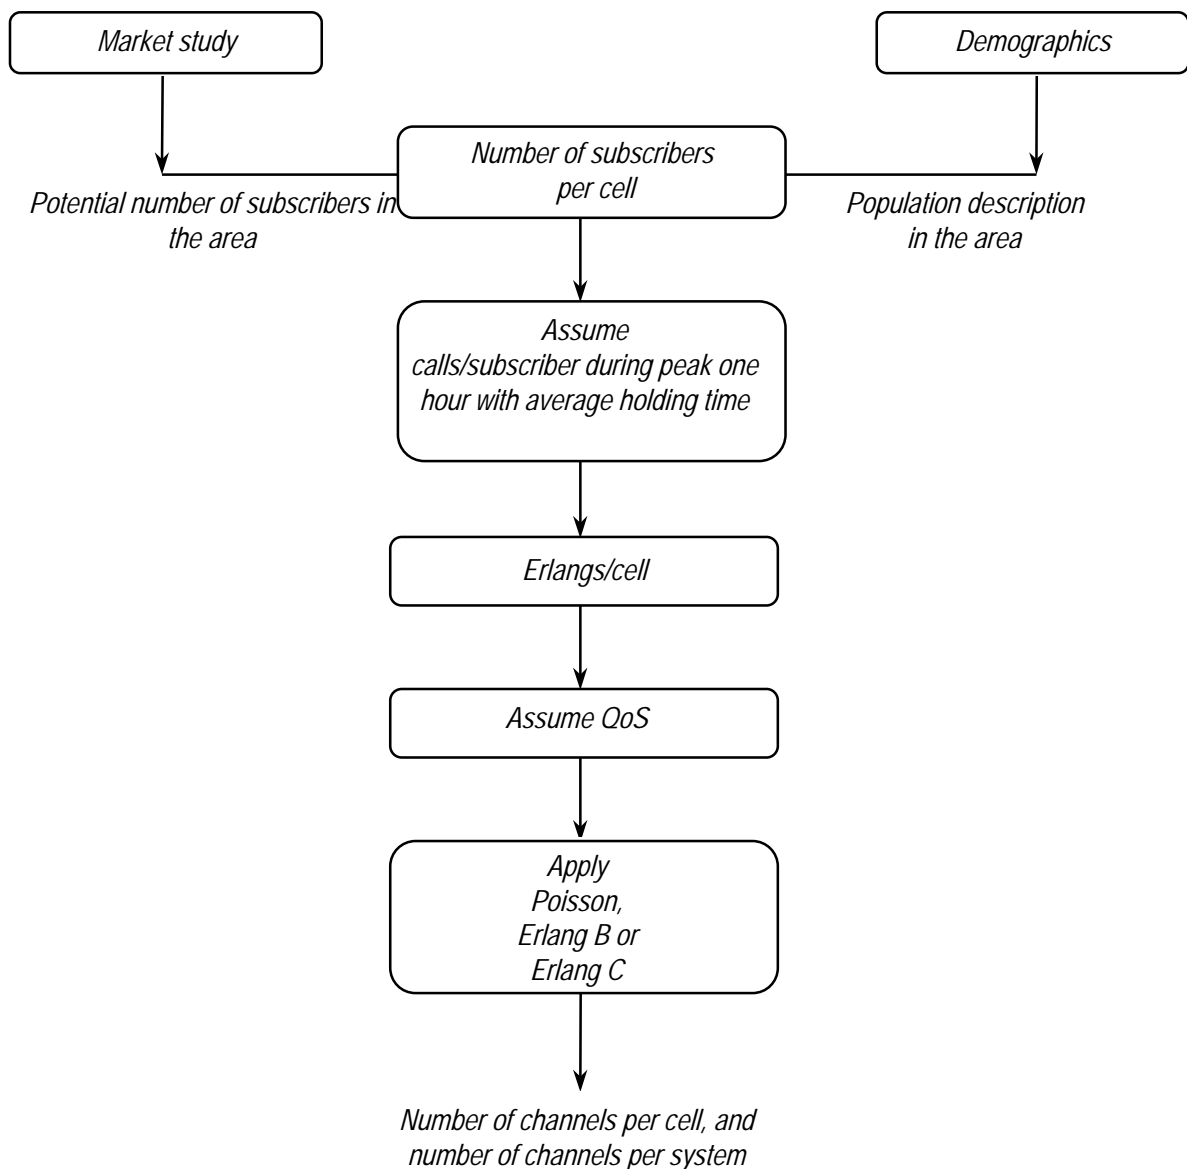 Market study
Demographics
Number of subscribers
per cell
Potential number of subscribers in
the area
Population description
in the area
Assume
calls/subscriber during peak one
hour with average holding time
Erlangs/cell
Assume QoS
Apply
Poisson,
Erlang B or
Erlang C
Number of channels per cell, and
number of channels per system